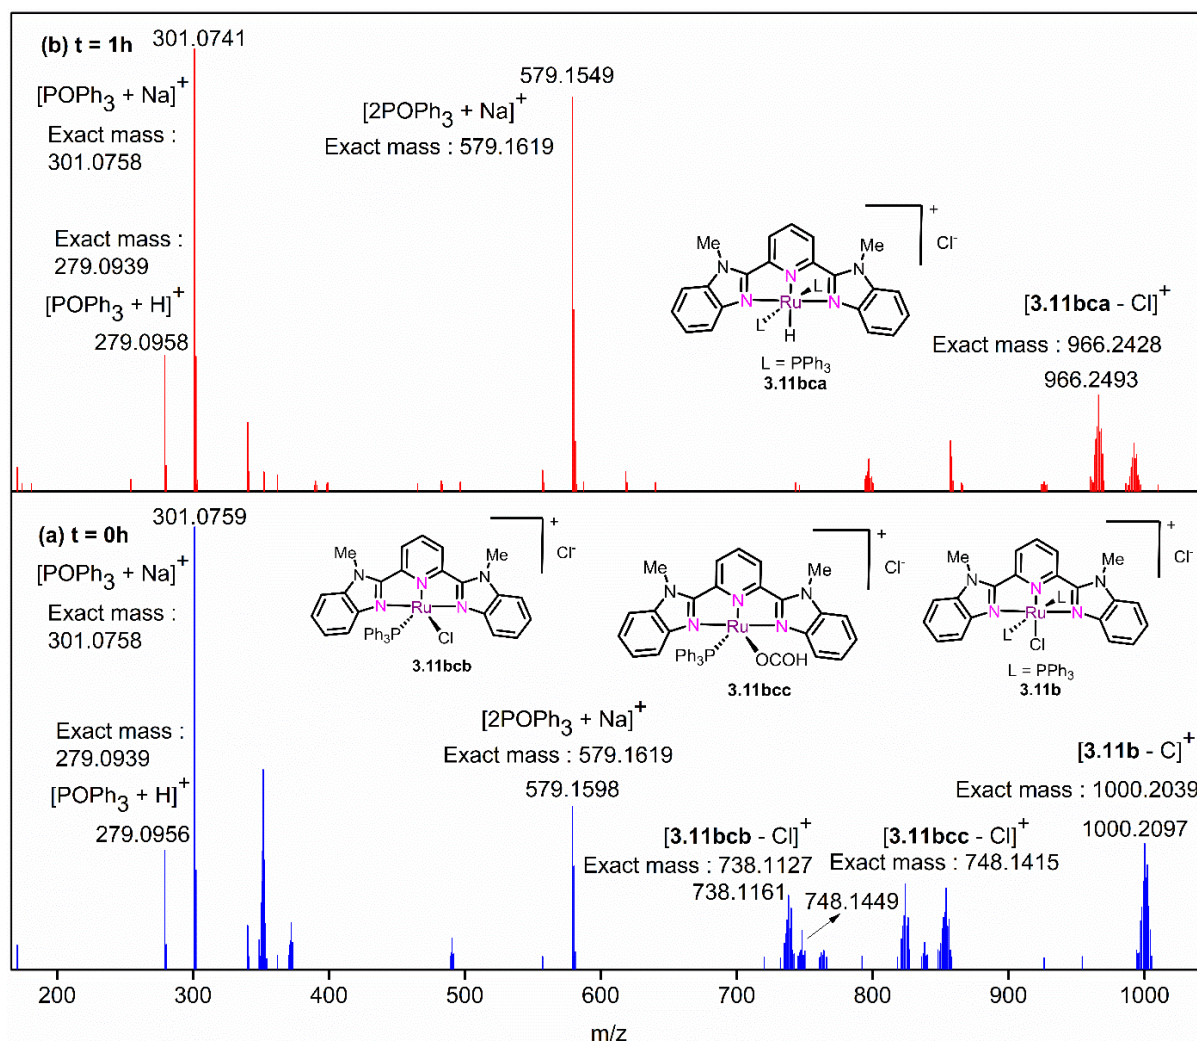 (b) t = 1h
301.0741
[POPh3 + Na]+
Exact mass :
301.0758
579.1549
[2POPh3 + Na]+
Exact mass : 579.1619
Exact mass :
279.0939
[POPh3 + H]+
279.0958
+
Cl-
Me
N
N
Me
N
N
Ru
N
L
L
H
L = PPh3
3.11bca
[3.11bca - Cl]+
Exact mass : 966.2428
966.2493
(a) t = 0h
301.0759
[POPh3 + Na]+
Exact mass :
301.0758
Exact mass :
279.0939
[POPh3 + H]+
279.0956
+
Cl-
Me
N
N
Me
N
N
Ru
N
Ph3P
Cl
3.11bcb
+
Cl-
Me
N
N
Me
N
N
Ru
N
Ph3P
OCOH
3.11bcc
+
Cl-
Me
N
N
Me
N
N
Ru
N
L
L
Cl
L = PPh3
3.11b
[2POPh3 + Na]+
Exact mass : 579.1619
579.1598
[3.11bcb - Cl]+
Exact mass : 738.1127
738.1161
[3.11bcc - Cl]+
Exact mass : 748.1415
748.1449
[3.11b - C]+
Exact mass : 1000.2039
1000.2097
200 300 400 500 600 700 800 900 1000
m/z